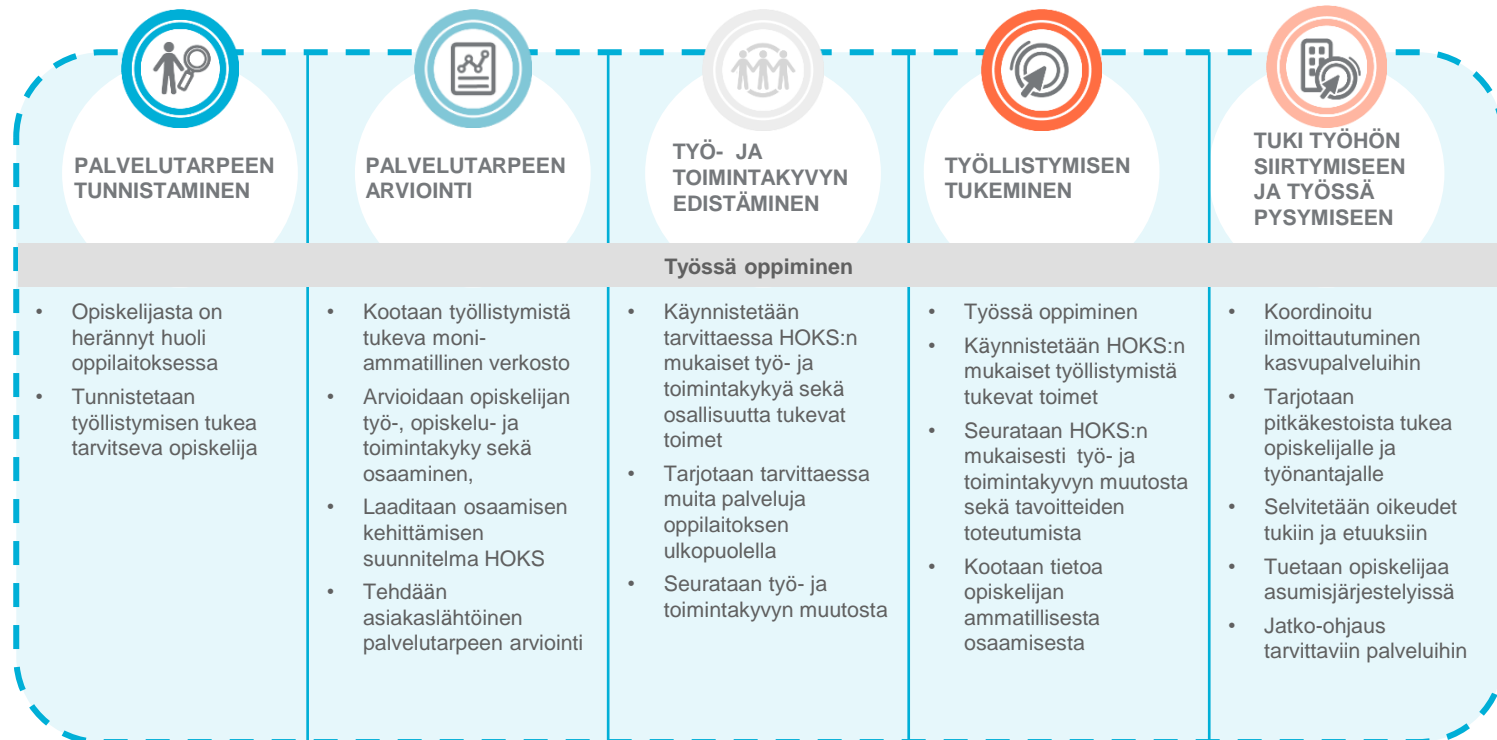 PALVELUTARPEEN
TUNNISTAMINEN
PALVELUTARPEEN
ARVIOINTI
TYÖ- JA
TOIMINTAKYVYN
EDISTÄMINEN
TYÖLLISTYMISEN
TUKEMINEN
TUKI TYÖHÖN
SIIRTYMISEEN
JA TYÖSSÄ
PYSYMISEEN
Työssä oppiminen
• Opiskelijasta on
herännyt huoli
oppilaitoksessa
• Tunnistetaan
työllistymisen tukea
tarvitseva opiskelija
• Kootaan työllistymistä
tukeva moni-
ammatillinen verkosto
• Arvioidaan opiskelijan
työ-, opiskelu- ja
toimintakyky sekä
osaaminen,
• Laaditaan osaamisen
kehittämisen
suunnitelma HOKS
• Tehdään
asiakaslähtöinen
palvelutarpeen arviointi
• Käynnistetään
tarvittaessa HOKS:n
mukaiset työ- ja
toimintakykyä sekä
osallisuutta tukevat
toimet
• Tarjotaan tarvittaessa
muita palveluja
oppilaitoksen
ulkopuolella
• Seurataan työ- ja
toimintakyvyn muutosta
• Työssä oppiminen
• Käynnistetään HOKS:n
mukaiset työllistymistä
tukevat toimet
• Seurataan HOKS:n
mukaisesti työ- ja
toimintakyvyn muutosta
sekä tavoitteiden
toteutumista
• Kootaan tietoa
opiskelijan
ammatillisesta
osaamisesta
• Koordinoitu
ilmoittautuminen
kasvupalveluihin
• Tarjotaan
pitkäkestoista tukea
opiskelijalle ja
työnantajalle
• Selvitetään oikeudet
tukiin ja etuuksiin
• Tuetaan opiskelijaa
asumisjärjestelyissä
• Jatko-ohjaus
tarvittaviin palveluihin